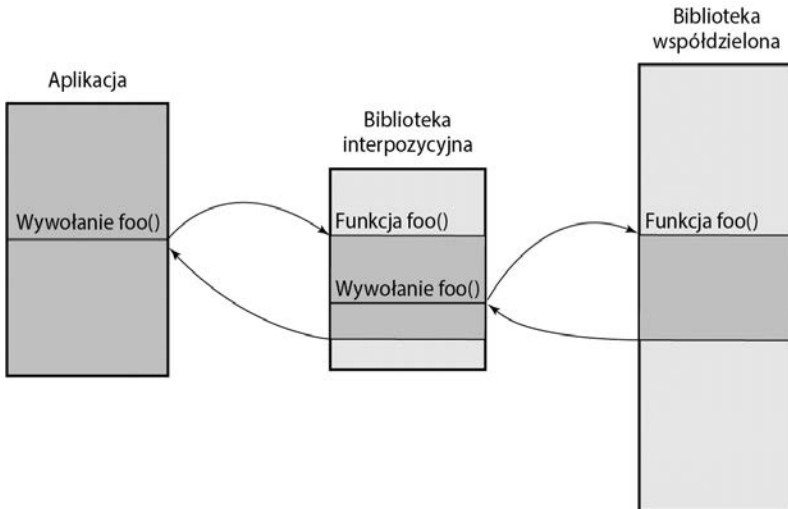 Aplikacja
Wywołanie foo()
Biblioteka
interpozycyjna
Funkcja foo()
Wywołanie foo()
Biblioteka
współdzielona
Funkcja foo()